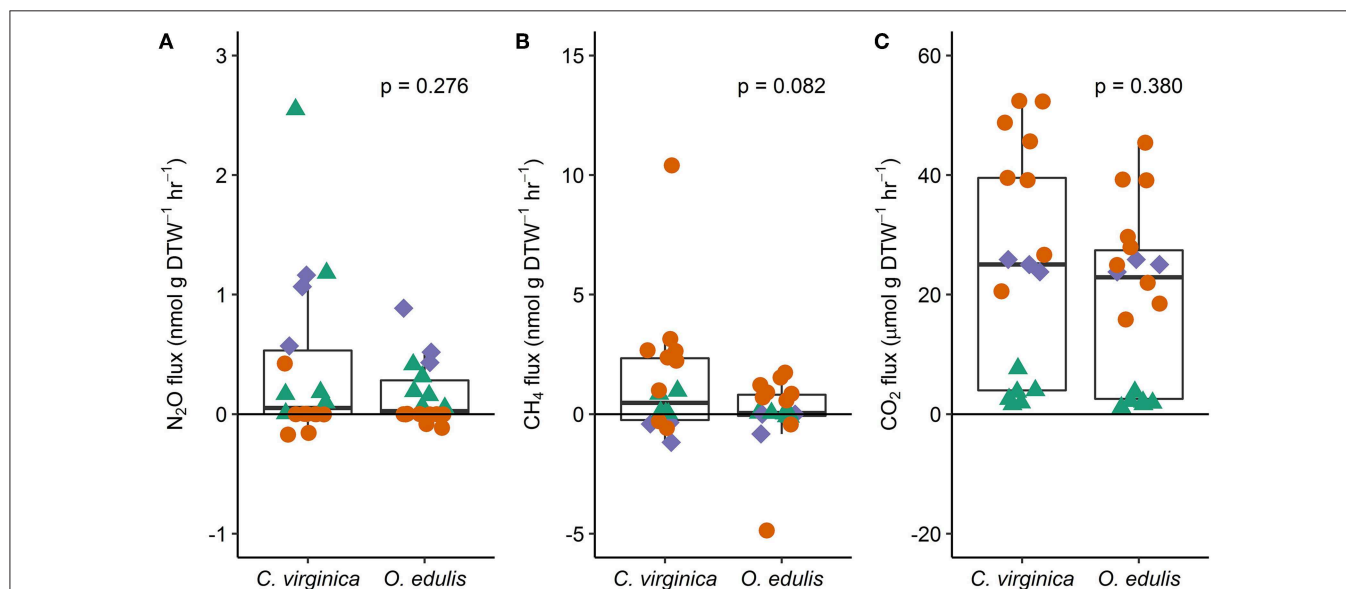 A
3
2
1
0
-1
N₂O flux (nmol g DTW⁻¹ hr⁻¹)
p = 0.276
C. virginica O. edulis
B
15
10
5
0
-5
CH₄ flux (nmol g DTW⁻¹ hr⁻¹)
p = 0.082
C. virginica O. edulis
C
60
40
20
0
-20
CO₂ flux (μmol g DTW⁻¹ hr⁻¹)
p = 0.380
C. virginica O. edulis